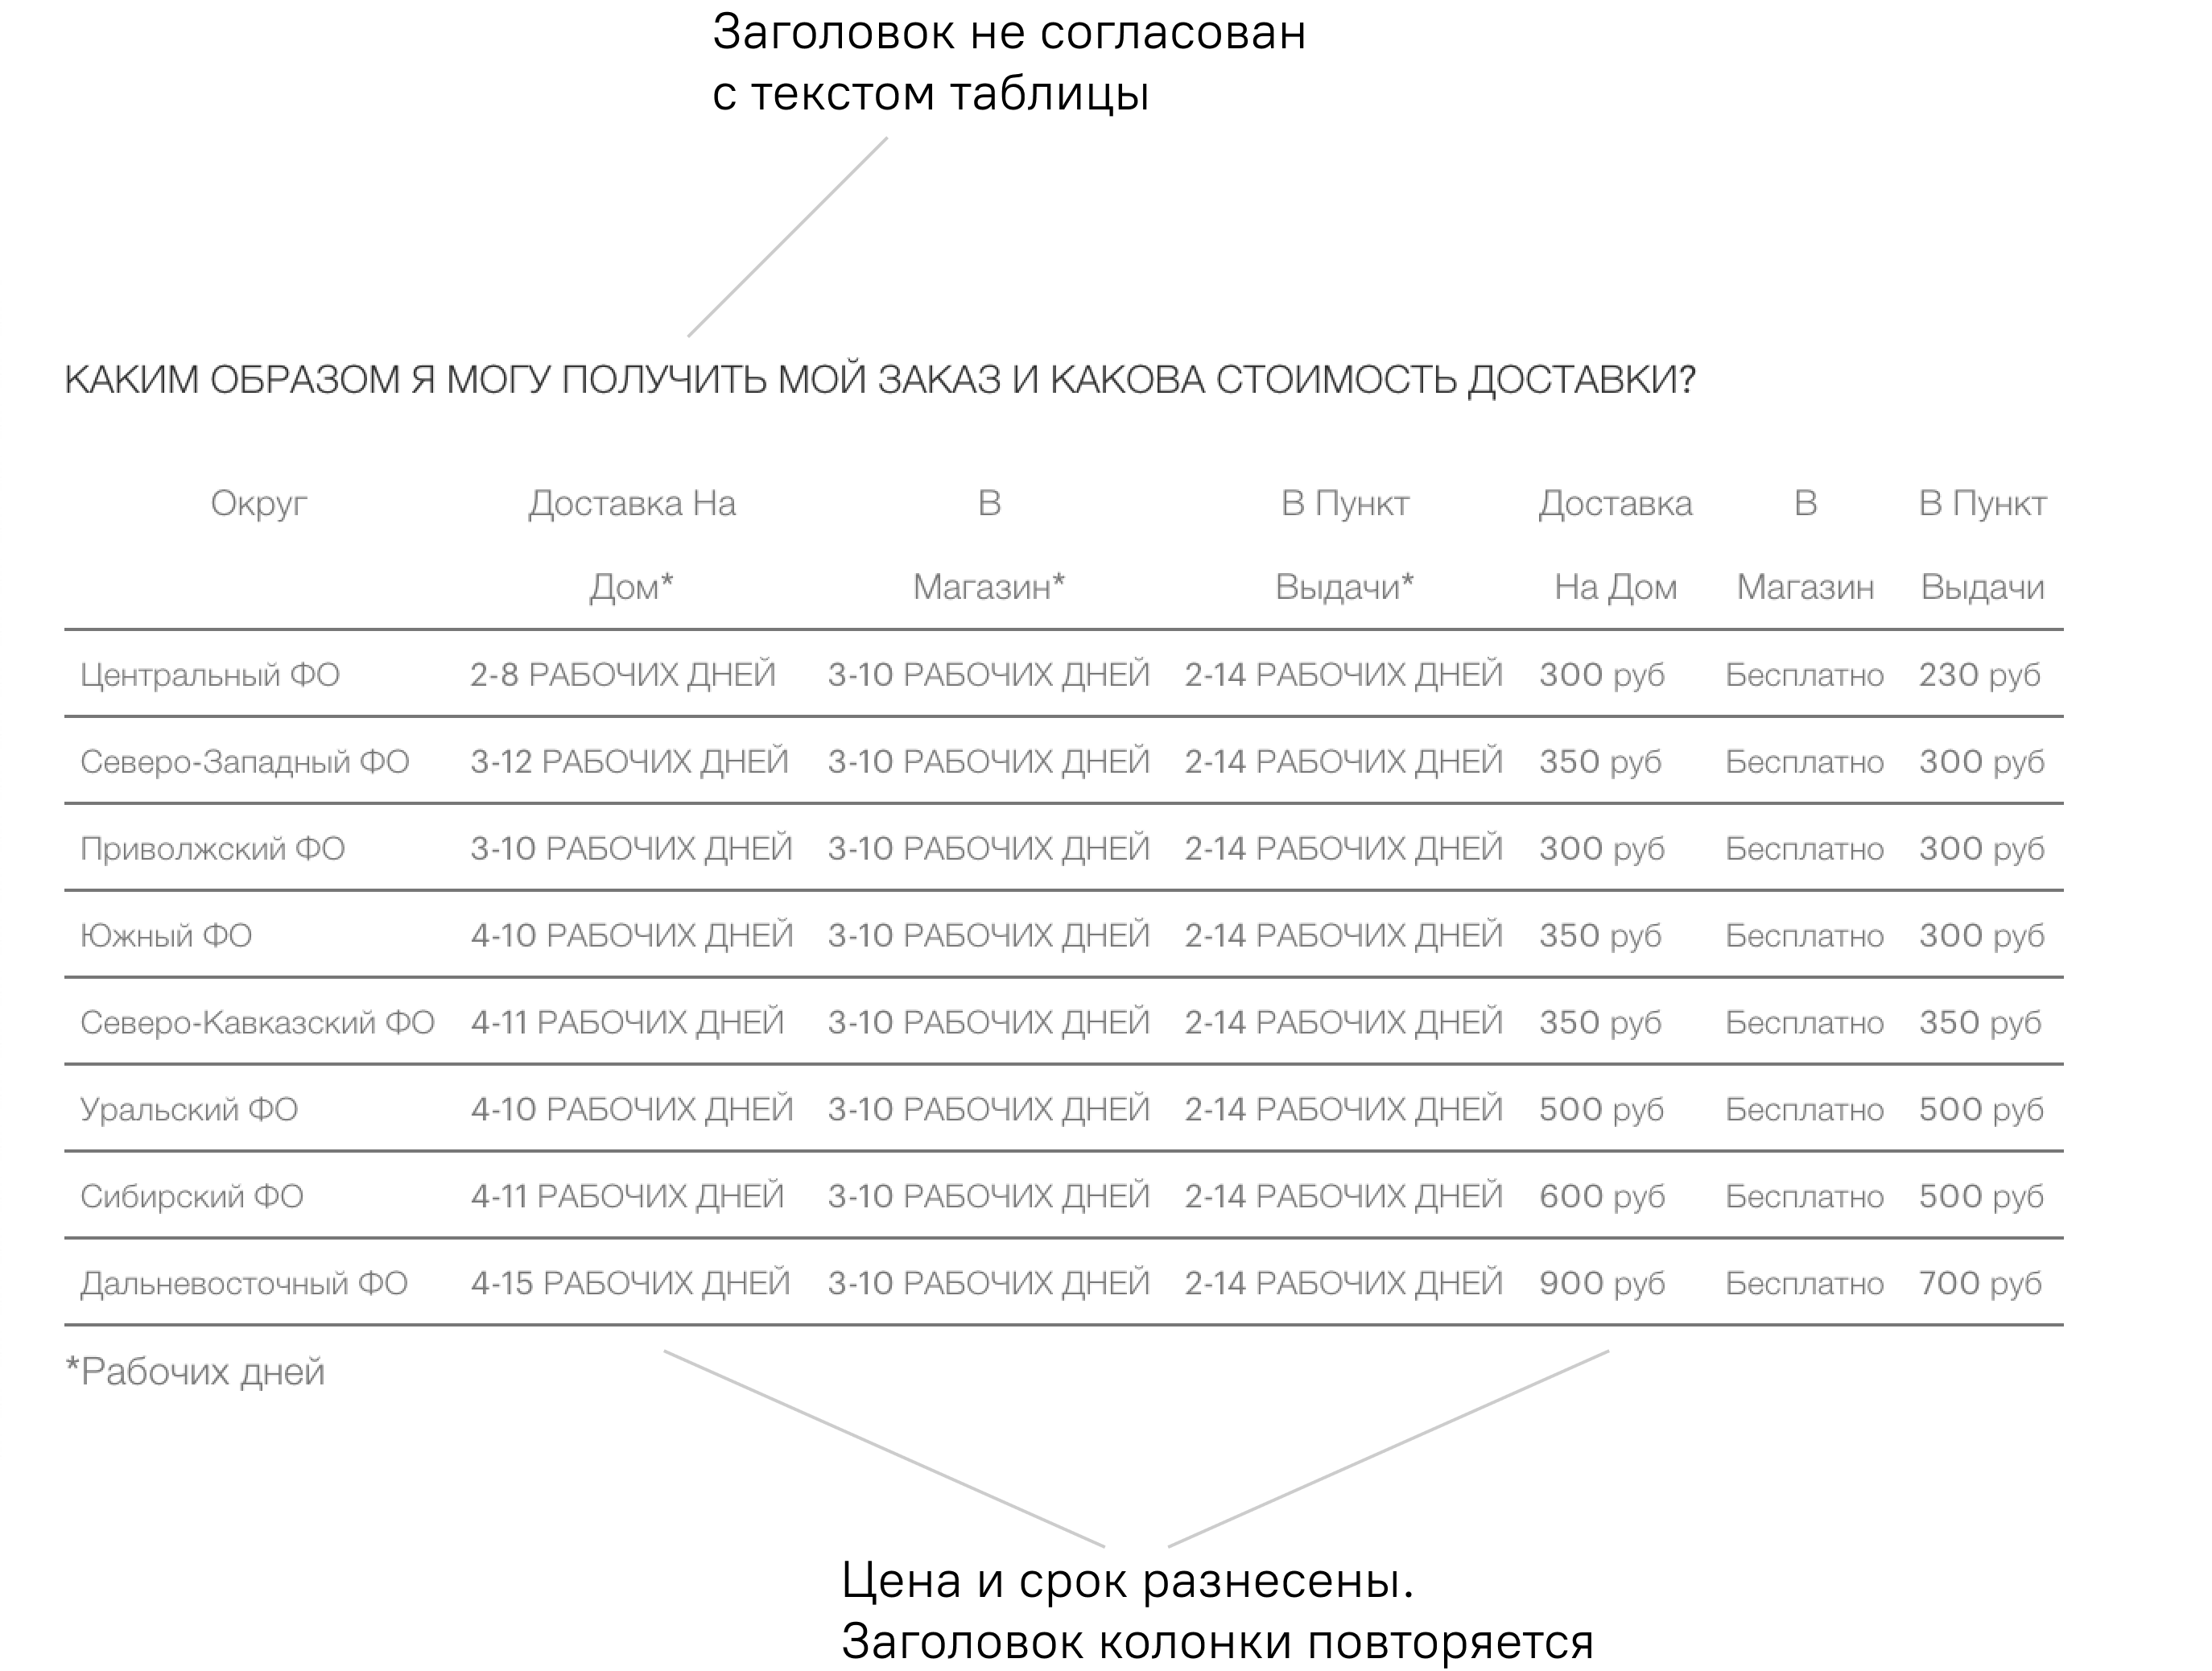 Заголовок не согласован
с текстом таблицы
КАКИМ ОБРАЗОМ Я МОГУ ПОЛУЧИТЬ МОЙ ЗАКАЗ И КАКОВА СТОИМОСТЬ ДОСТАВКИ?
Округ Доставка На В В Пункт Доставка В В Пункт
Дом* Магазин* Выдачи* На Дом Магазин Выдачи
Центральный ФО 2-8 РАБОЧИХ ДНЕЙ 3-10 РАБОЧИХ ДНЕЙ 2-14 РАБОЧИХ ДНЕЙ 300 руб Бесплатно 230 руб
Северо-Западный ФО 3-12 РАБОЧИХ ДНЕЙ 3-10 РАБОЧИХ ДНЕЙ 2-14 РАБОЧИХ ДНЕЙ 350 руб Бесплатно 300 руб
Приволжский ФО 3-10 РАБОЧИХ ДНЕЙ 3-10 РАБОЧИХ ДНЕЙ 2-14 РАБОЧИХ ДНЕЙ 300 руб Бесплатно 300 руб
Южный ФО 4-10 РАБОЧИХ ДНЕЙ 3-10 РАБОЧИХ ДНЕЙ 2-14 РАБОЧИХ ДНЕЙ 350 руб Бесплатно 300 руб
Северо-Кавказский ФО 4-11 РАБОЧИХ ДНЕЙ 3-10 РАБОЧИХ ДНЕЙ 2-14 РАБОЧИХ ДНЕЙ 350 руб Бесплатно 350 руб
Уральский ФО 4-10 РАБОЧИХ ДНЕЙ 3-10 РАБОЧИХ ДНЕЙ 2-14 РАБОЧИХ ДНЕЙ 500 руб Бесплатно 500 руб
Сибирский ФО 4-11 РАБОЧИХ ДНЕЙ 3-10 РАБОЧИХ ДНЕЙ 2-14 РАБОЧИХ ДНЕЙ 600 руб Бесплатно 500 руб
Дальневосточный ФО 4-15 РАБОЧИХ ДНЕЙ 3-10 РАБОЧИХ ДНЕЙ 2-14 РАБОЧИХ ДНЕЙ 900 руб Бесплатно 700 руб
*Рабочих дней
Цена и срок разнесены.
Заголовок колонки повторяется